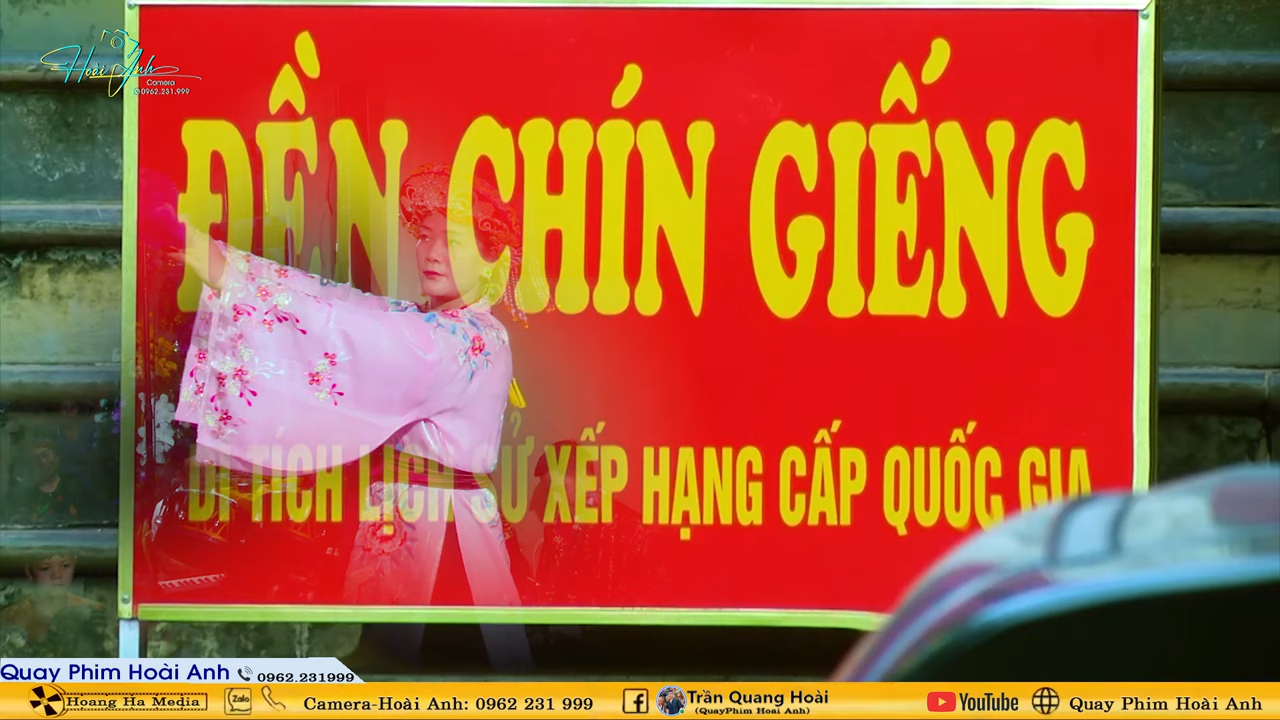 Hoài Anh
Camera
0962.231.999
ĐỀN CHÍN GIẾNG
DI TÍCH LỊCH SỬ XẾP HẠNG CẤP QUỐC GIA
Quay Phim Hoài Anh 0962.231999
Hoang Ha Media Zalo Camera-Hoài Anh: 0962 231 999 Trần Quang Hoài YouTube Quay Phim Hoài Anh
(QuayPhim Hoai Anh)